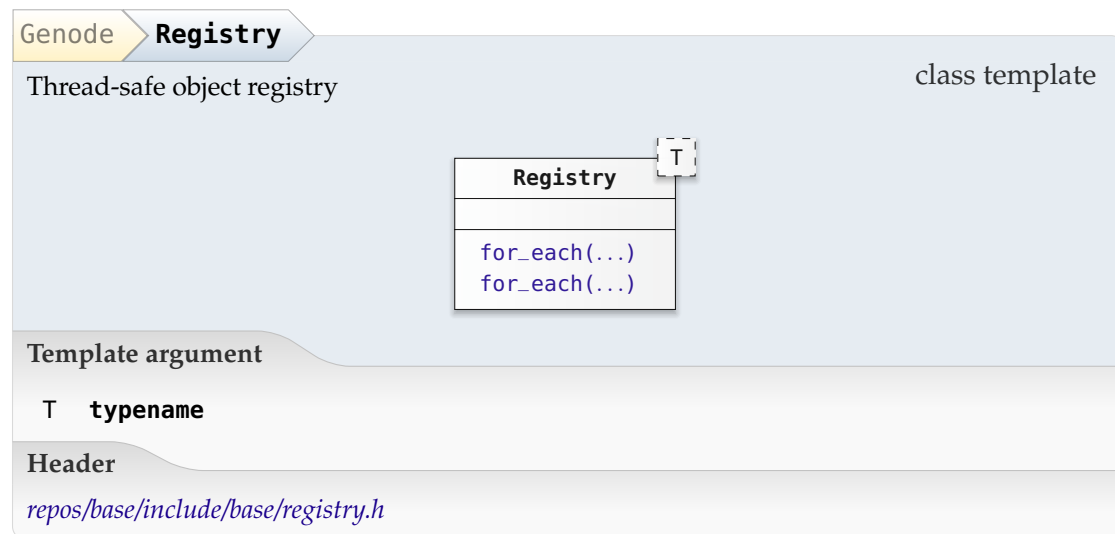 Genode Registry
Thread-safe object registry
class template
T
Registry
for_each(...)
for_each(...)
Template argument
T typename
Header
repos/base/include/base/registry.h